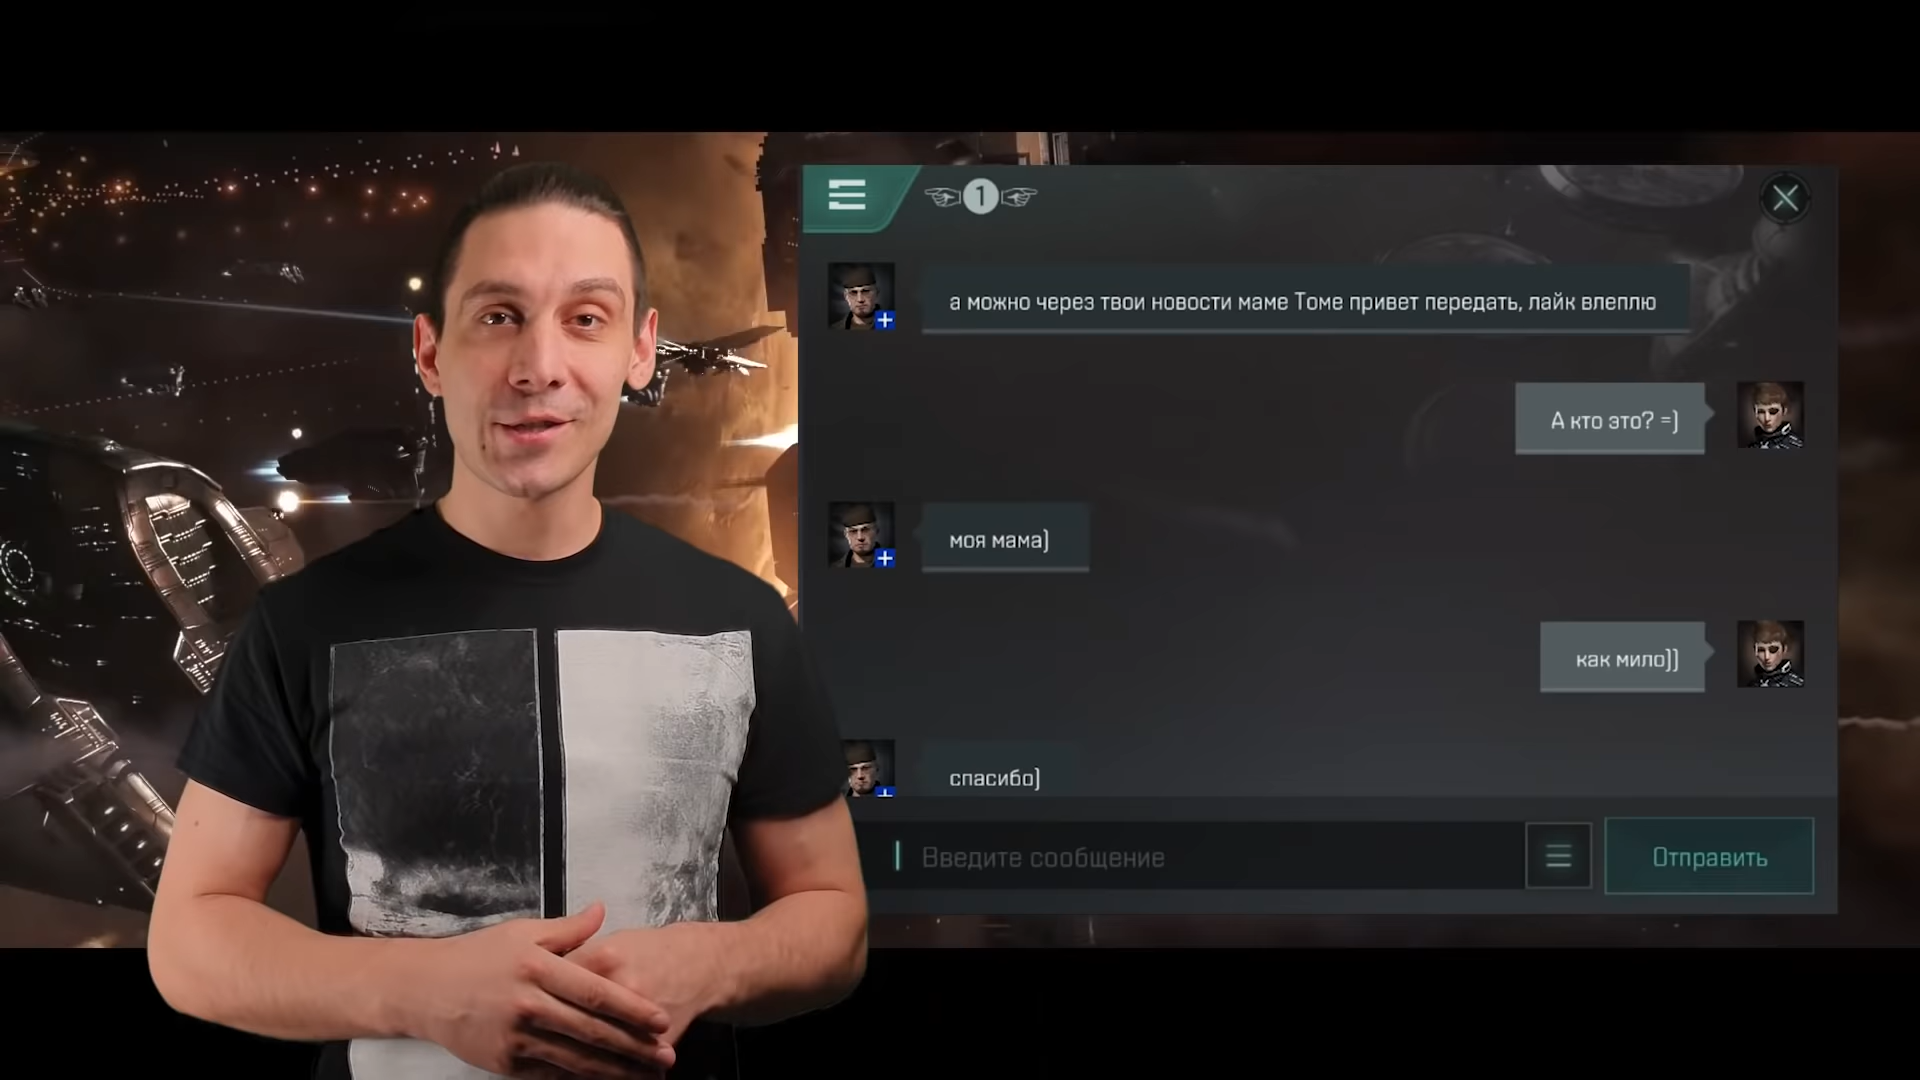 1
а можно через твои новости маме Томе привет передать, лайк влеплю
А кто это? =)
моя мама)
как мило))
спасибо)
Введите сообщение
Отправить